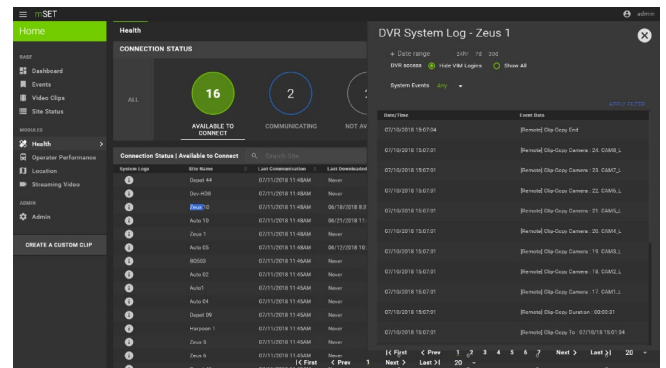 mSET
admin
Home
BASE
Dashboard
Events
Video Clips
Site Status
MODULES
Health
Operator Performance
Location
Streaming Video
ADMIN
Admin
CREATE A CUSTOM CLIP
Health
CONNECTION STATUS
ALL
16
AVAILABLE TO CONNECT
2
COMMUNICATING
NOT AV
Connection Status | Available to Connect
Search Site
System Logs Site Name Last Communication Last Downloaded
Depot 44 07/11/2018 11:48AM Never
Dev-HD8 07/11/2018 11:48AM Never
Zeus 10 07/11/2018 11:48AM 06/18/2018 8:3
Auto 10 07/11/2018 11:48AM 06/21/2018 11:
Zeus 1 07/11/2018 11:48AM Never
Auto 05 07/11/2018 11:48AM 06/12/2018 10:
BD503 07/11/2018 11:46AM Never
Auto 02 07/11/2018 11:45AM Never
Auto1 07/11/2018 11:45AM Never
Auto 04 07/11/2018 11:45AM Never
Depot 09 07/11/2018 11:45AM Never
Harpoon 1 07/11/2018 11:45AM Never
Zeus 5 07/11/2018 11:45AM Never
Zeus 6 07/11/2018 11:45AM Never
|< First < Prev 1
Next > Last >| 20
DVR System Log - Zeus 1
+ Date range 24Hr 7d 30d
DVR access Hide VIM Logins Show All
System Events Any
APPLY FILTER
Date/Time Event Data
07/10/2018 15:07:04 [Remote] Clip-Copy End
07/10/2018 15:07:01 [Remote] Clip-Copy Camera : 24. CAM8_L
07/10/2018 15:07:01 [Remote] Clip-Copy Camera : 23. CAM7_L
07/10/2018 15:07:01 [Remote] Clip-Copy Camera : 22. CAM6_L
07/10/2018 15:07:01 [Remote] Clip-Copy Camera : 21. CAM5_L
07/10/2018 15:07:01 [Remote] Clip-Copy Camera : 20. CAM4_L
07/10/2018 15:07:01 [Remote] Clip-Copy Camera : 19. CAM3_L
07/10/2018 15:07:01 [Remote] Clip-Copy Camera : 18. CAM2_L
07/10/2018 15:07:01 [Remote] Clip-Copy Camera : 17. CAM1_L
07/10/2018 15:07:01 [Remote] Clip-Copy Duration : 00:00:31
07/10/2018 15:07:01 [Remote] Clip-Copy To : 07/10/18 15:01:34
|< First < Prev 1 2 3 4 5 6 7 Next > Last >| 20